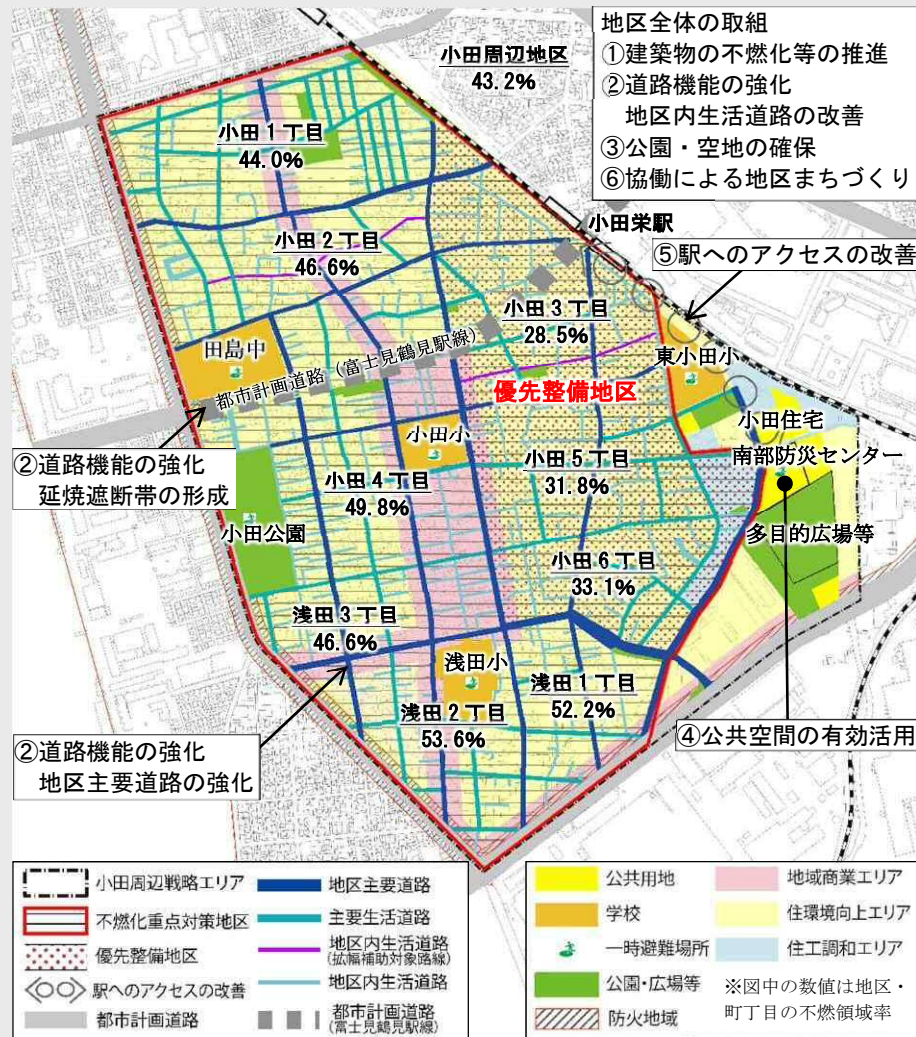 小田周辺地区
43.2%
地区全体の取組
①建築物の不燃化等の推進
②道路機能の強化
地区内生活道路の改善
③公園・空地の確保
⑥協働による地区まちづくり
小田1丁目
44.0%
小田栄駅
⑤駅へのアクセスの改善
小田2丁目
46.6%
小田3丁目
28.5%
田島中
都市計画道路(富士見鶴見駅線)
東小田小
優先整備地区
小田住宅
南部防災センター
②道路機能の強化
延焼遮断帯の形成
小田小
小田4丁目
49.8%
小田5丁目
31.8%
小田公園
多目的広場等
小田6丁目
33.1%
浅田3丁目
46.6%
浅田小
浅田1丁目
52.2%
浅田2丁目
53.6%
④公共空間の有効活用
②道路機能の強化
地区主要道路の強化
小田周辺戦略エリア
不燃化重点対策地区
優先整備地区
駅へのアクセスの改善
都市計画道路
地区主要道路
主要生活道路
地区内生活道路
(拡幅補助対象路線)
地区内生活道路
都市計画道路
(富士見鶴見駅線)
公共用地
学校
一時避難場所
公園・広場等
防火地域
地域商業エリア
住環境向上エリア
住工調和エリア
※図中の数値は地区・
町丁目の不燃領域率